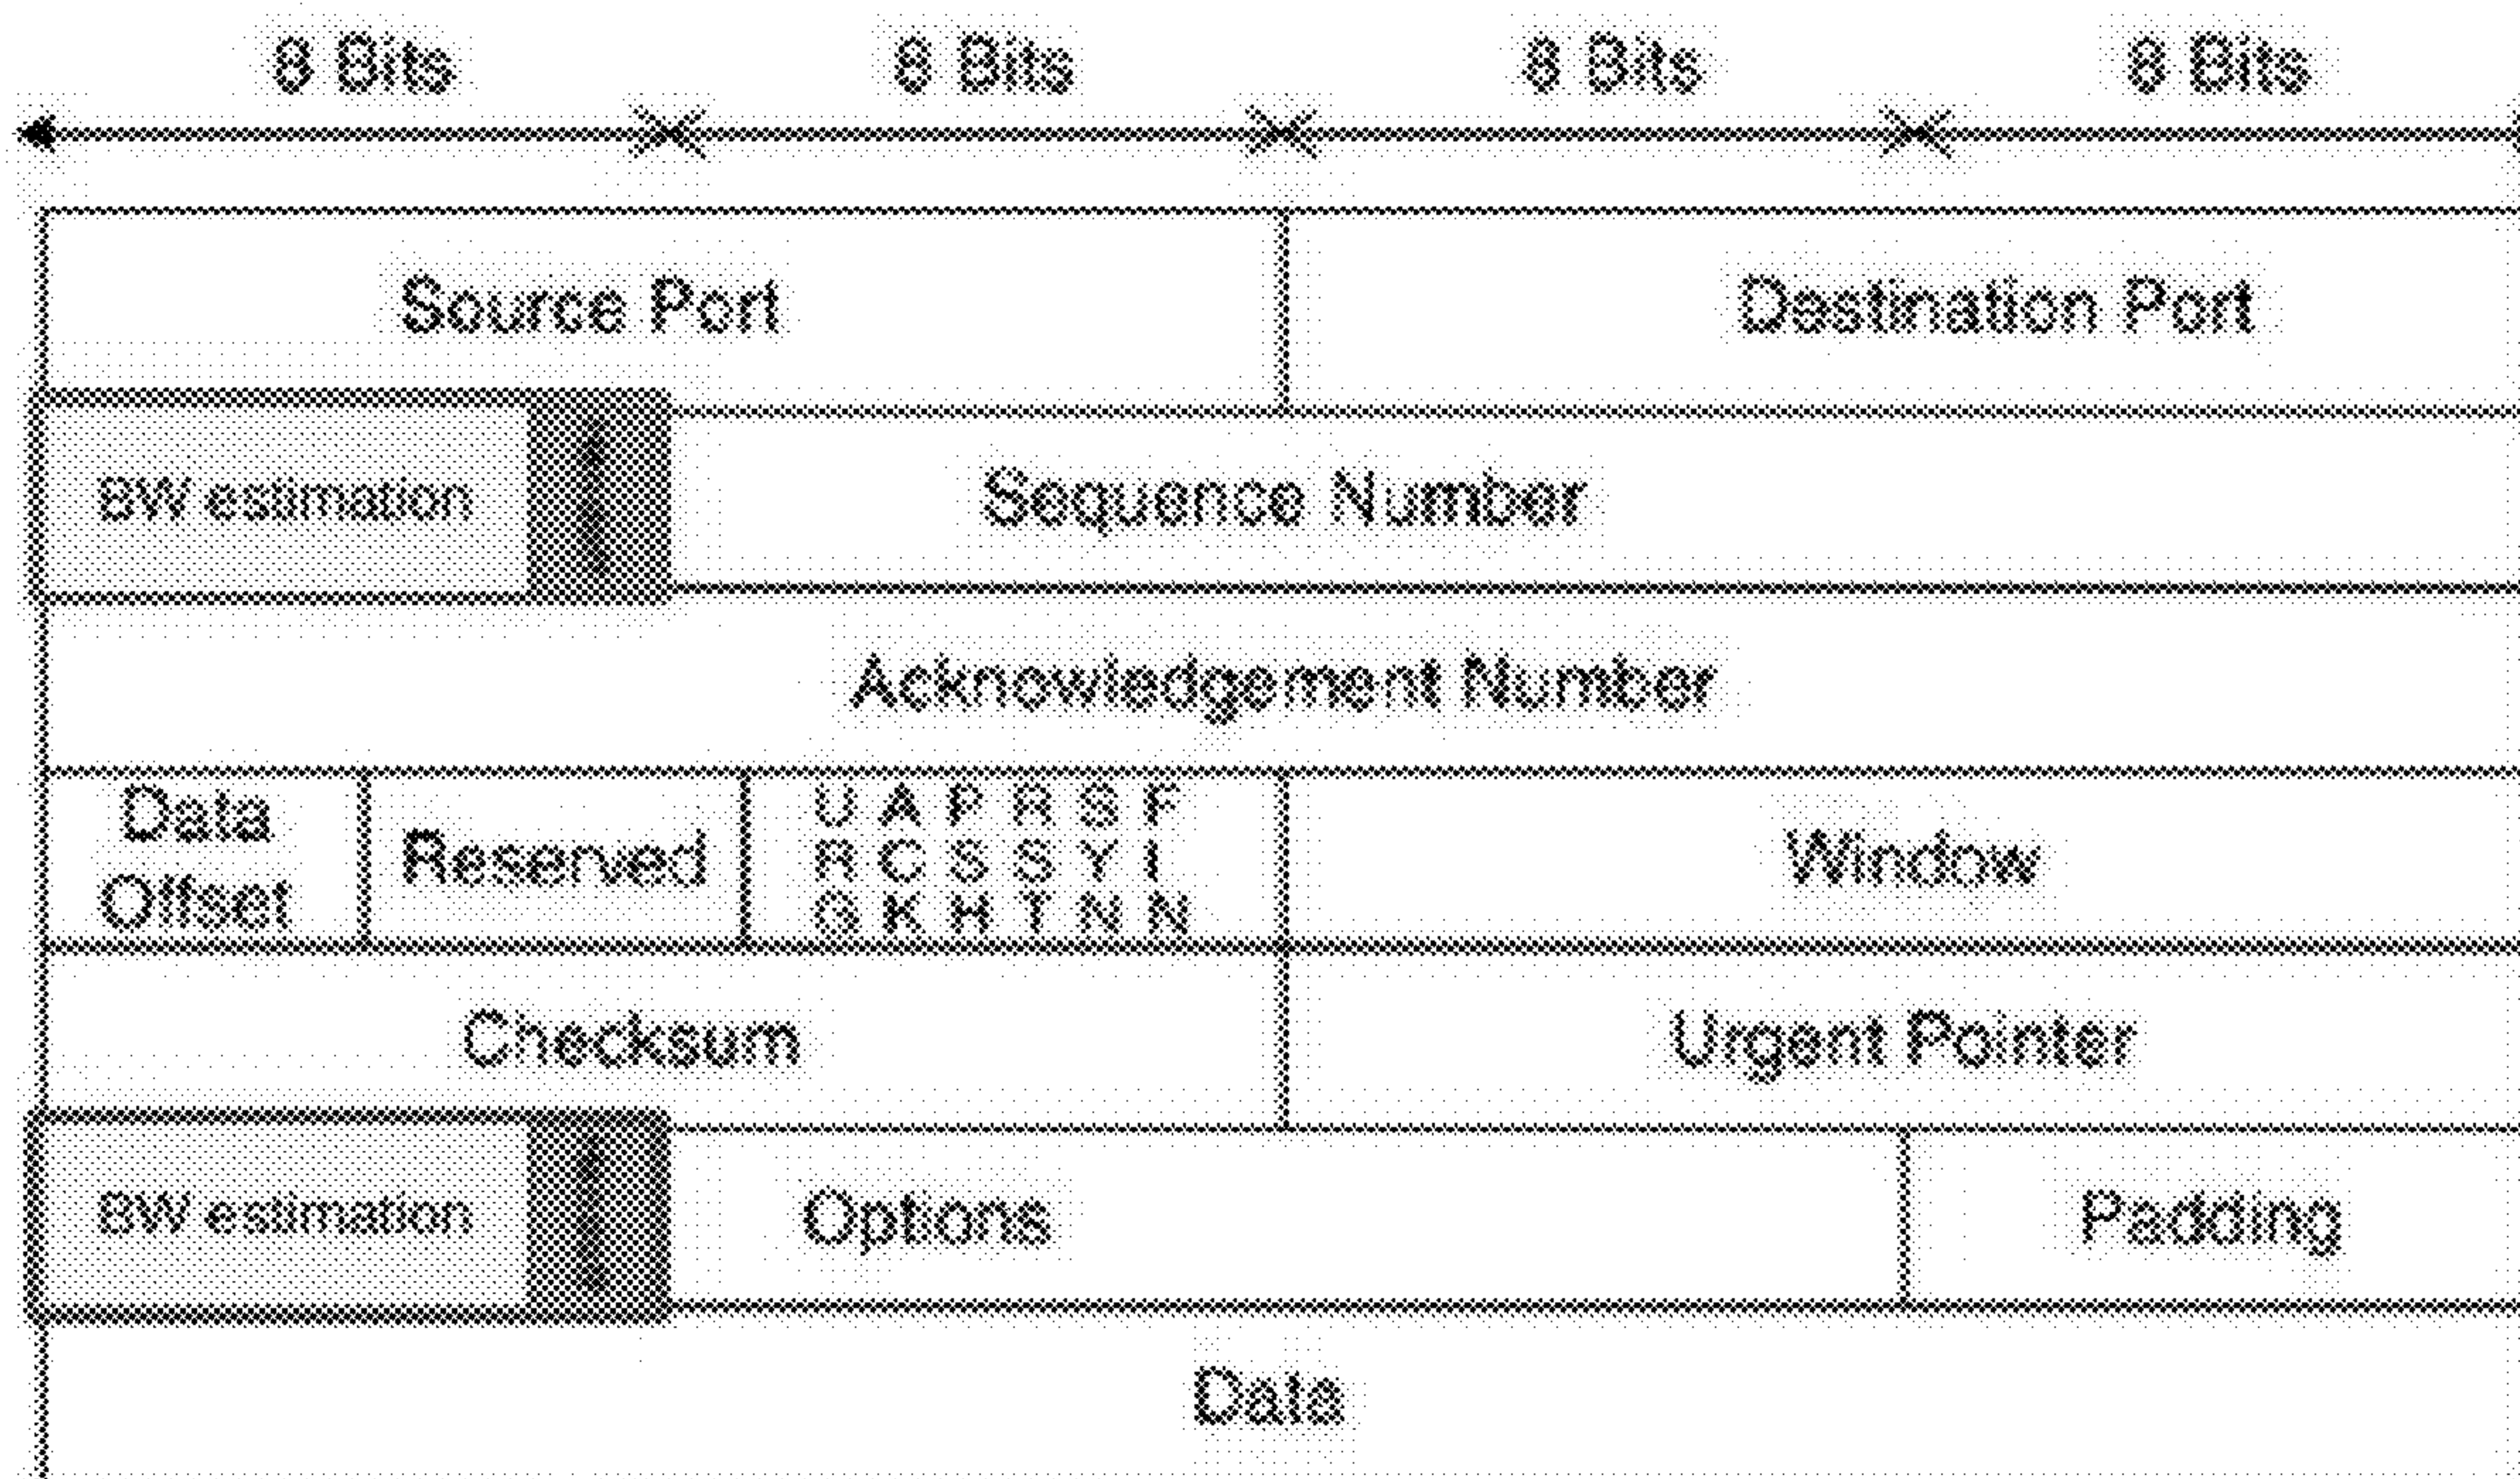 8 Bits 8 Bits 8 Bits 8 Bits
Source Port Destination Port
BW estimation Sequence Number
Acknowledgement Number
Data Offset Reserved
U A P R S F
R C S S Y I
G K H T N N
Window
Checksum Urgent Pointer
BW estimation Options Padding
Data